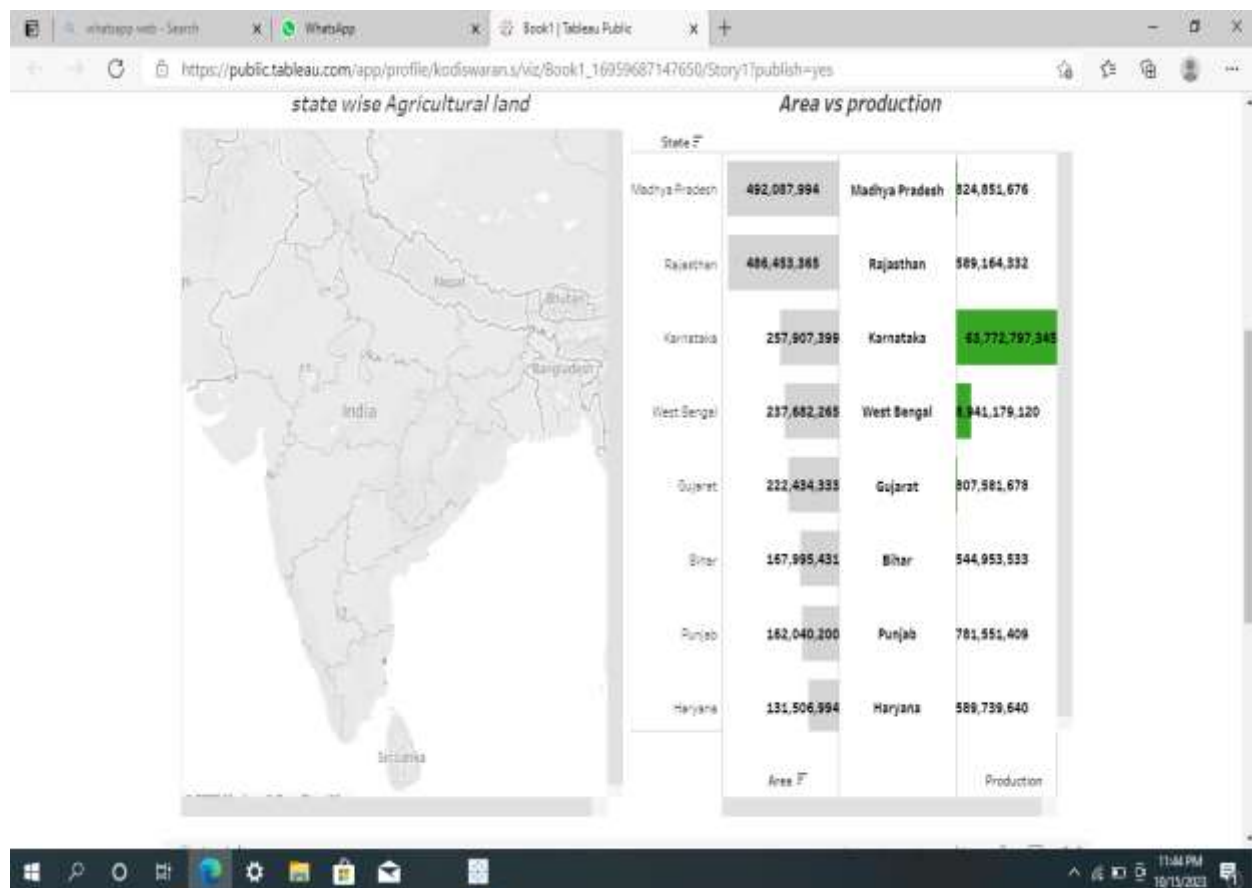 whatsapp web - Search
WhatsApp
Book1 | Tableau Public
https://public.tableau.com/app/profile/kodiswaran.s/viz/Book1_16959687147650/Story1?publish=yes
state wise Agricultural land
Nepal
Bhutan
Bangladesh
India
Sri Lanka
Area vs production
State
Madhya Pradesh 492,087,994 Madhya Pradesh 824,851,676
Rajasthan 486,453,365 Rajasthan 589,164,332
Karnataka 257,907,399 Karnataka 63,772,797,345
West Bengal 237,682,265 West Bengal ,941,179,120
Gujarat 222,434,333 Gujarat 807,581,678
Bihar 167,995,431 Bihar 544,953,533
Punjab 162,040,200 Punjab 781,551,409
Haryana 131,506,994 Haryana 589,739,640
Area Production
11:44 PM
10/15/2023